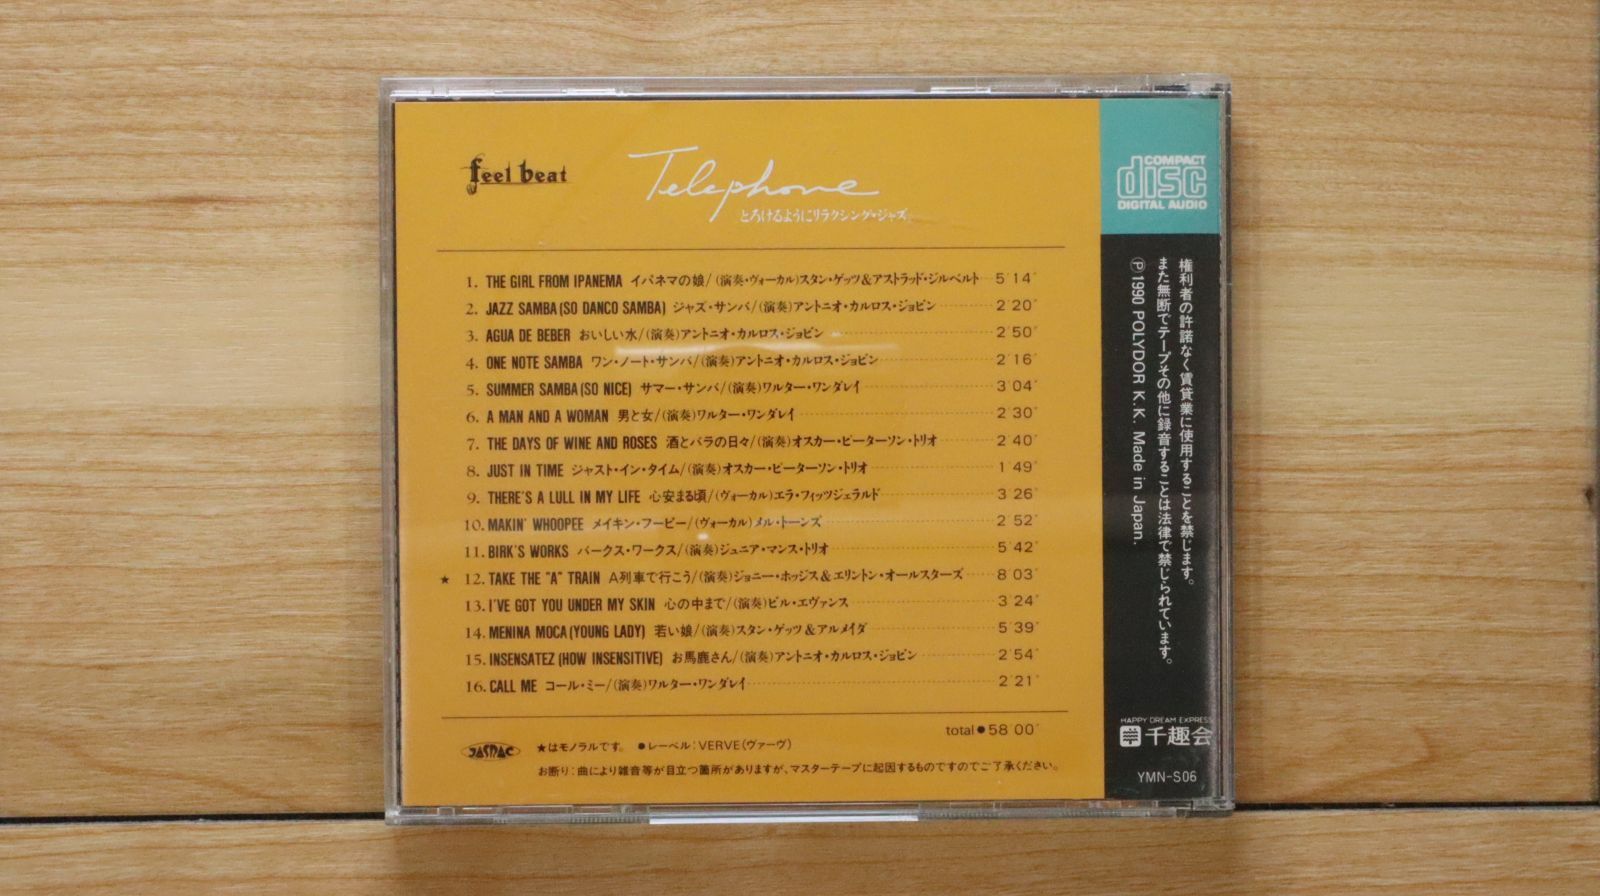 feel beat
Telephone
とろけるようにリラクシング・ジャズ
1. THE GIRL FROM IPANEMA イパネマの娘/(演奏・ヴォーカル)スタン・ゲッツ&アストラッド・ジルベルト 5'14"
2. JAZZ SAMBA(SO DANCO SAMBA) ジャズ・サンバ/(演奏)アントニオ・カルロス・ジョビン 2'20"
3. AGUA DE BEBER おいしい水/(演奏)アントニオ・カルロス・ジョビン 2'50"
4. ONE NOTE SAMBA ワン・ノート・サンバ/(演奏)アントニオ・カルロス・ジョビン 2'16"
5. SUMMER SAMBA(SO NICE) サマー・サンバ/(演奏)ワルター・ワンダレイ 3'04"
6. A MAN AND A WOMAN 男と女/(演奏)ワルター・ワンダレイ 2'30"
7. THE DAYS OF WINE AND ROSES 酒とバラの日々/(演奏)オスカー・ピーターソン・トリオ 2'40"
8. JUST IN TIME ジャスト・イン・タイム/(演奏)オスカー・ピーターソン・トリオ 1'49"
9. THERE'S A LULL IN MY LIFE 心安まる頃/(ヴォーカル)エラ・フィッツジェラルド 3'26"
10. MAKIN' WHOOPEE メイキン・フーピー/(ヴォーカル)メル・トーンズ 2'52"
11. BIRK'S WORKS バークス・ワークス/(演奏)ジュニア・マンス・トリオ 5'42"
★ 12. TAKE THE "A" TRAIN A列車で行こう/(演奏)ジョニー・ホッジス&エリントン・オールスターズ 8'03"
13. I'VE GOT YOU UNDER MY SKIN 心の中まで/(演奏)ビル・エヴァンス 3'24"
14. MENINA MOCA(YOUNG LADY) 若い娘/(演奏)スタン・ゲッツ&アルメイダ 5'39"
15. INSENSATEZ(HOW INSENSITIVE) お馬鹿さん/(演奏)アントニオ・カルロス・ジョビン 2'54"
16. CALL ME コール・ミー/(演奏)ワルター・ワンダレイ 2'21"
total●58'00"
JASRAC
★はモノラルです。 ●レーベル:VERVE(ヴァーヴ)
お断り:曲により雑音等が目立つ箇所がありますが、マスターテープに起因するものですのでご了承ください。
COMPACT
disc
DIGITAL AUDIO
権利者の許諾なく賃貸業に使用することを禁じます。
また無断でテープその他に録音することは法律で禁じられています。
Ⓟ1990 POLYDOR K.K. Made in Japan.
HAPPY DREAM EXPRESS
千趣会
YMN-S06